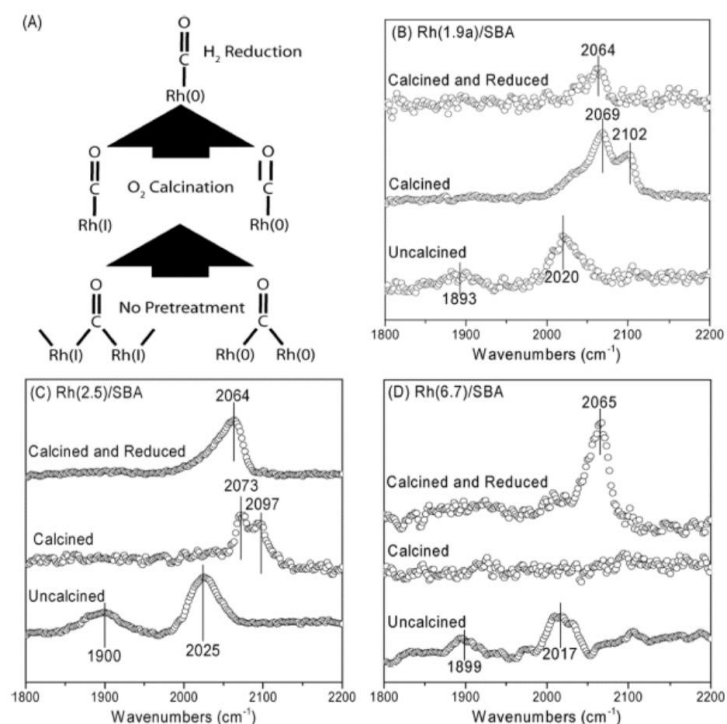 (A)
O
C
Rh(0)
H₂ Reduction
O
C
Rh(I)
O₂ Calcination
O
C
Rh(0)
No Pretreatment
O
C
Rh(I) Rh(I)
O
C
Rh(0) Rh(0)
(B) Rh(1.9a)/SBA
2064
Calcined and Reduced
2069
2102
Calcined
Uncalcined
2020
1893
1800 1900 2000 2100 2200
Wavenumbers (cm⁻¹)
(C) Rh(2.5)/SBA
2064
Calcined and Reduced
2073
2097
Calcined
Uncalcined
1900
2025
1800 1900 2000 2100 2200
Wavenumbers (cm⁻¹)
(D) Rh(6.7)/SBA
2065
Calcined and Reduced
Calcined
Uncalcined
1899
2017
1800 1900 2000 2100 2200
Wavenumbers (cm⁻¹)